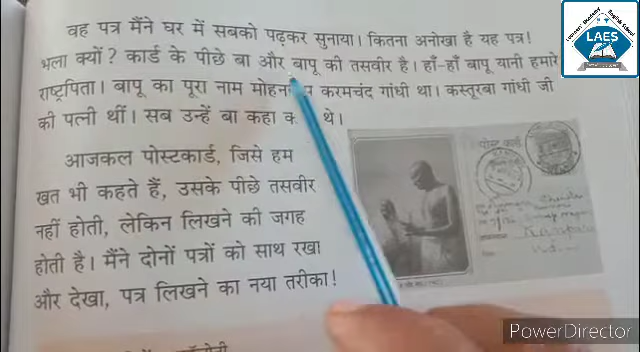 वह पत्र मैंने घर में सबको पढ़कर सुनाया। कितना अनोखा है यह पत्र!
भला क्यों? कार्ड के पीछे बा और बापू की तसवीर है। हाँ-हाँ बापू यानी हमारे
राष्ट्रपिता। बापू का पूरा नाम करमचंद गांधी था। कस्तूरबा गांधी जी
की पत्नी थीं। सब उन्हें बा कहा थे।
आजकल पोस्टकार्ड, जिसे हम
खत भी कहते हैं, उसके पीछे तसवीर
नहीं होती, लेकिन लिखने की जगह
होती है। मैंने दोनों पत्रों को साथ रखा
और देखा, पत्र लिखने का नया तरीका!
पोस्ट कार्ड
LAES
English School
PowerDirector